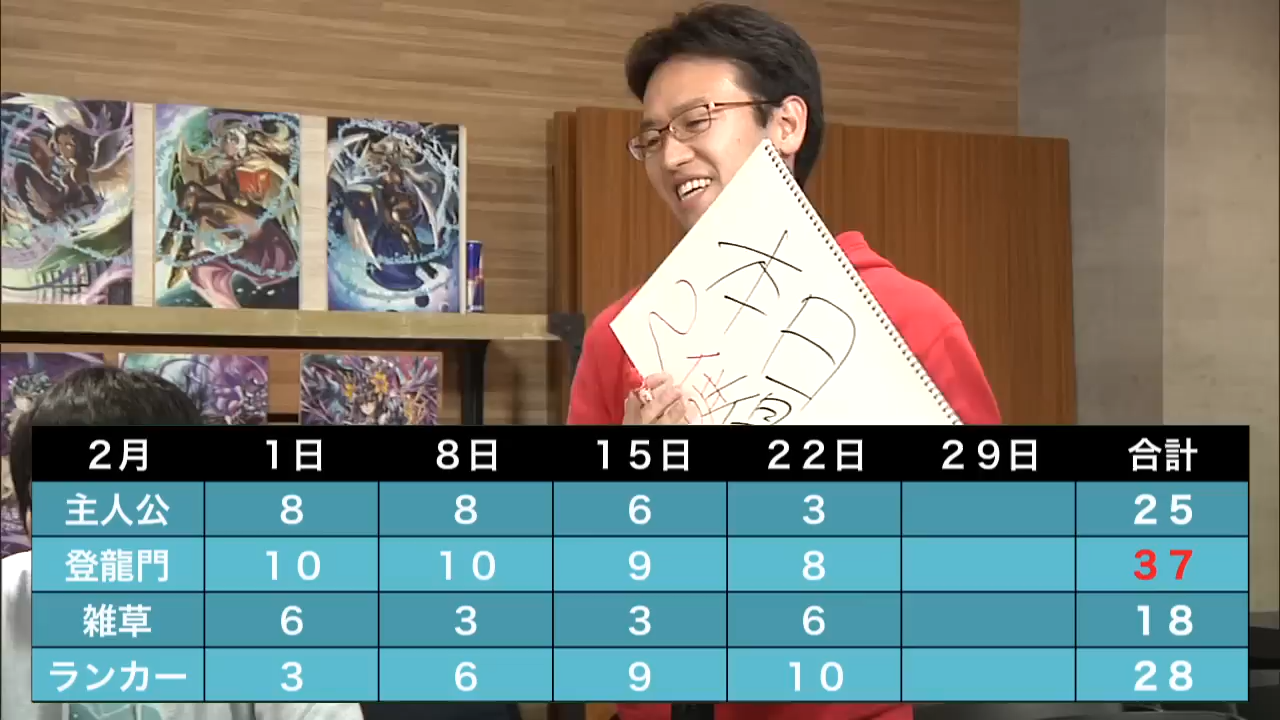 本日
2月 1日 8日 15日 22日 29日 合計
主人公 8 8 6 3 25
登龍門 10 10 9 8 37
雑草 6 3 3 6 18
ランカー 3 6 9 10 28